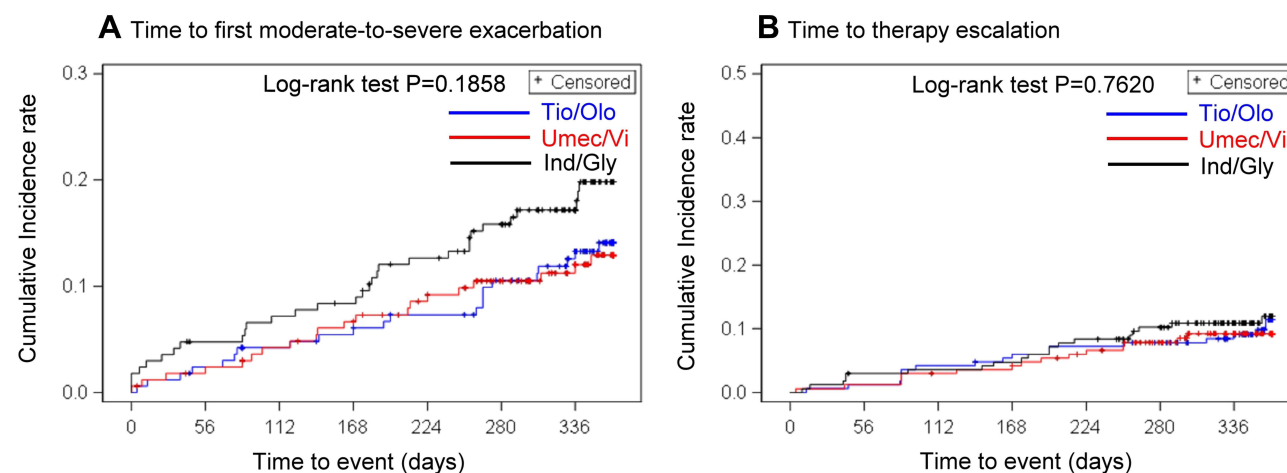 A Time to first moderate-to-severe exacerbation
Log-rank test P=0.1858
+ Censored
Tio/Olo
Umec/Vi
Ind/Gly
Cumulative Incidence rate
0.3
0.2
0.1
0.0
0 56 112 168 224 280 336
Time to event (days)
B Time to therapy escalation
Log-rank test P=0.7620
+ Censored
Tio/Olo
Umec/Vi
Ind/Gly
Cumulative Incidence rate
0.5
0.4
0.3
0.2
0.1
0.0
0 56 112 168 224 280 336
Time to event (days)